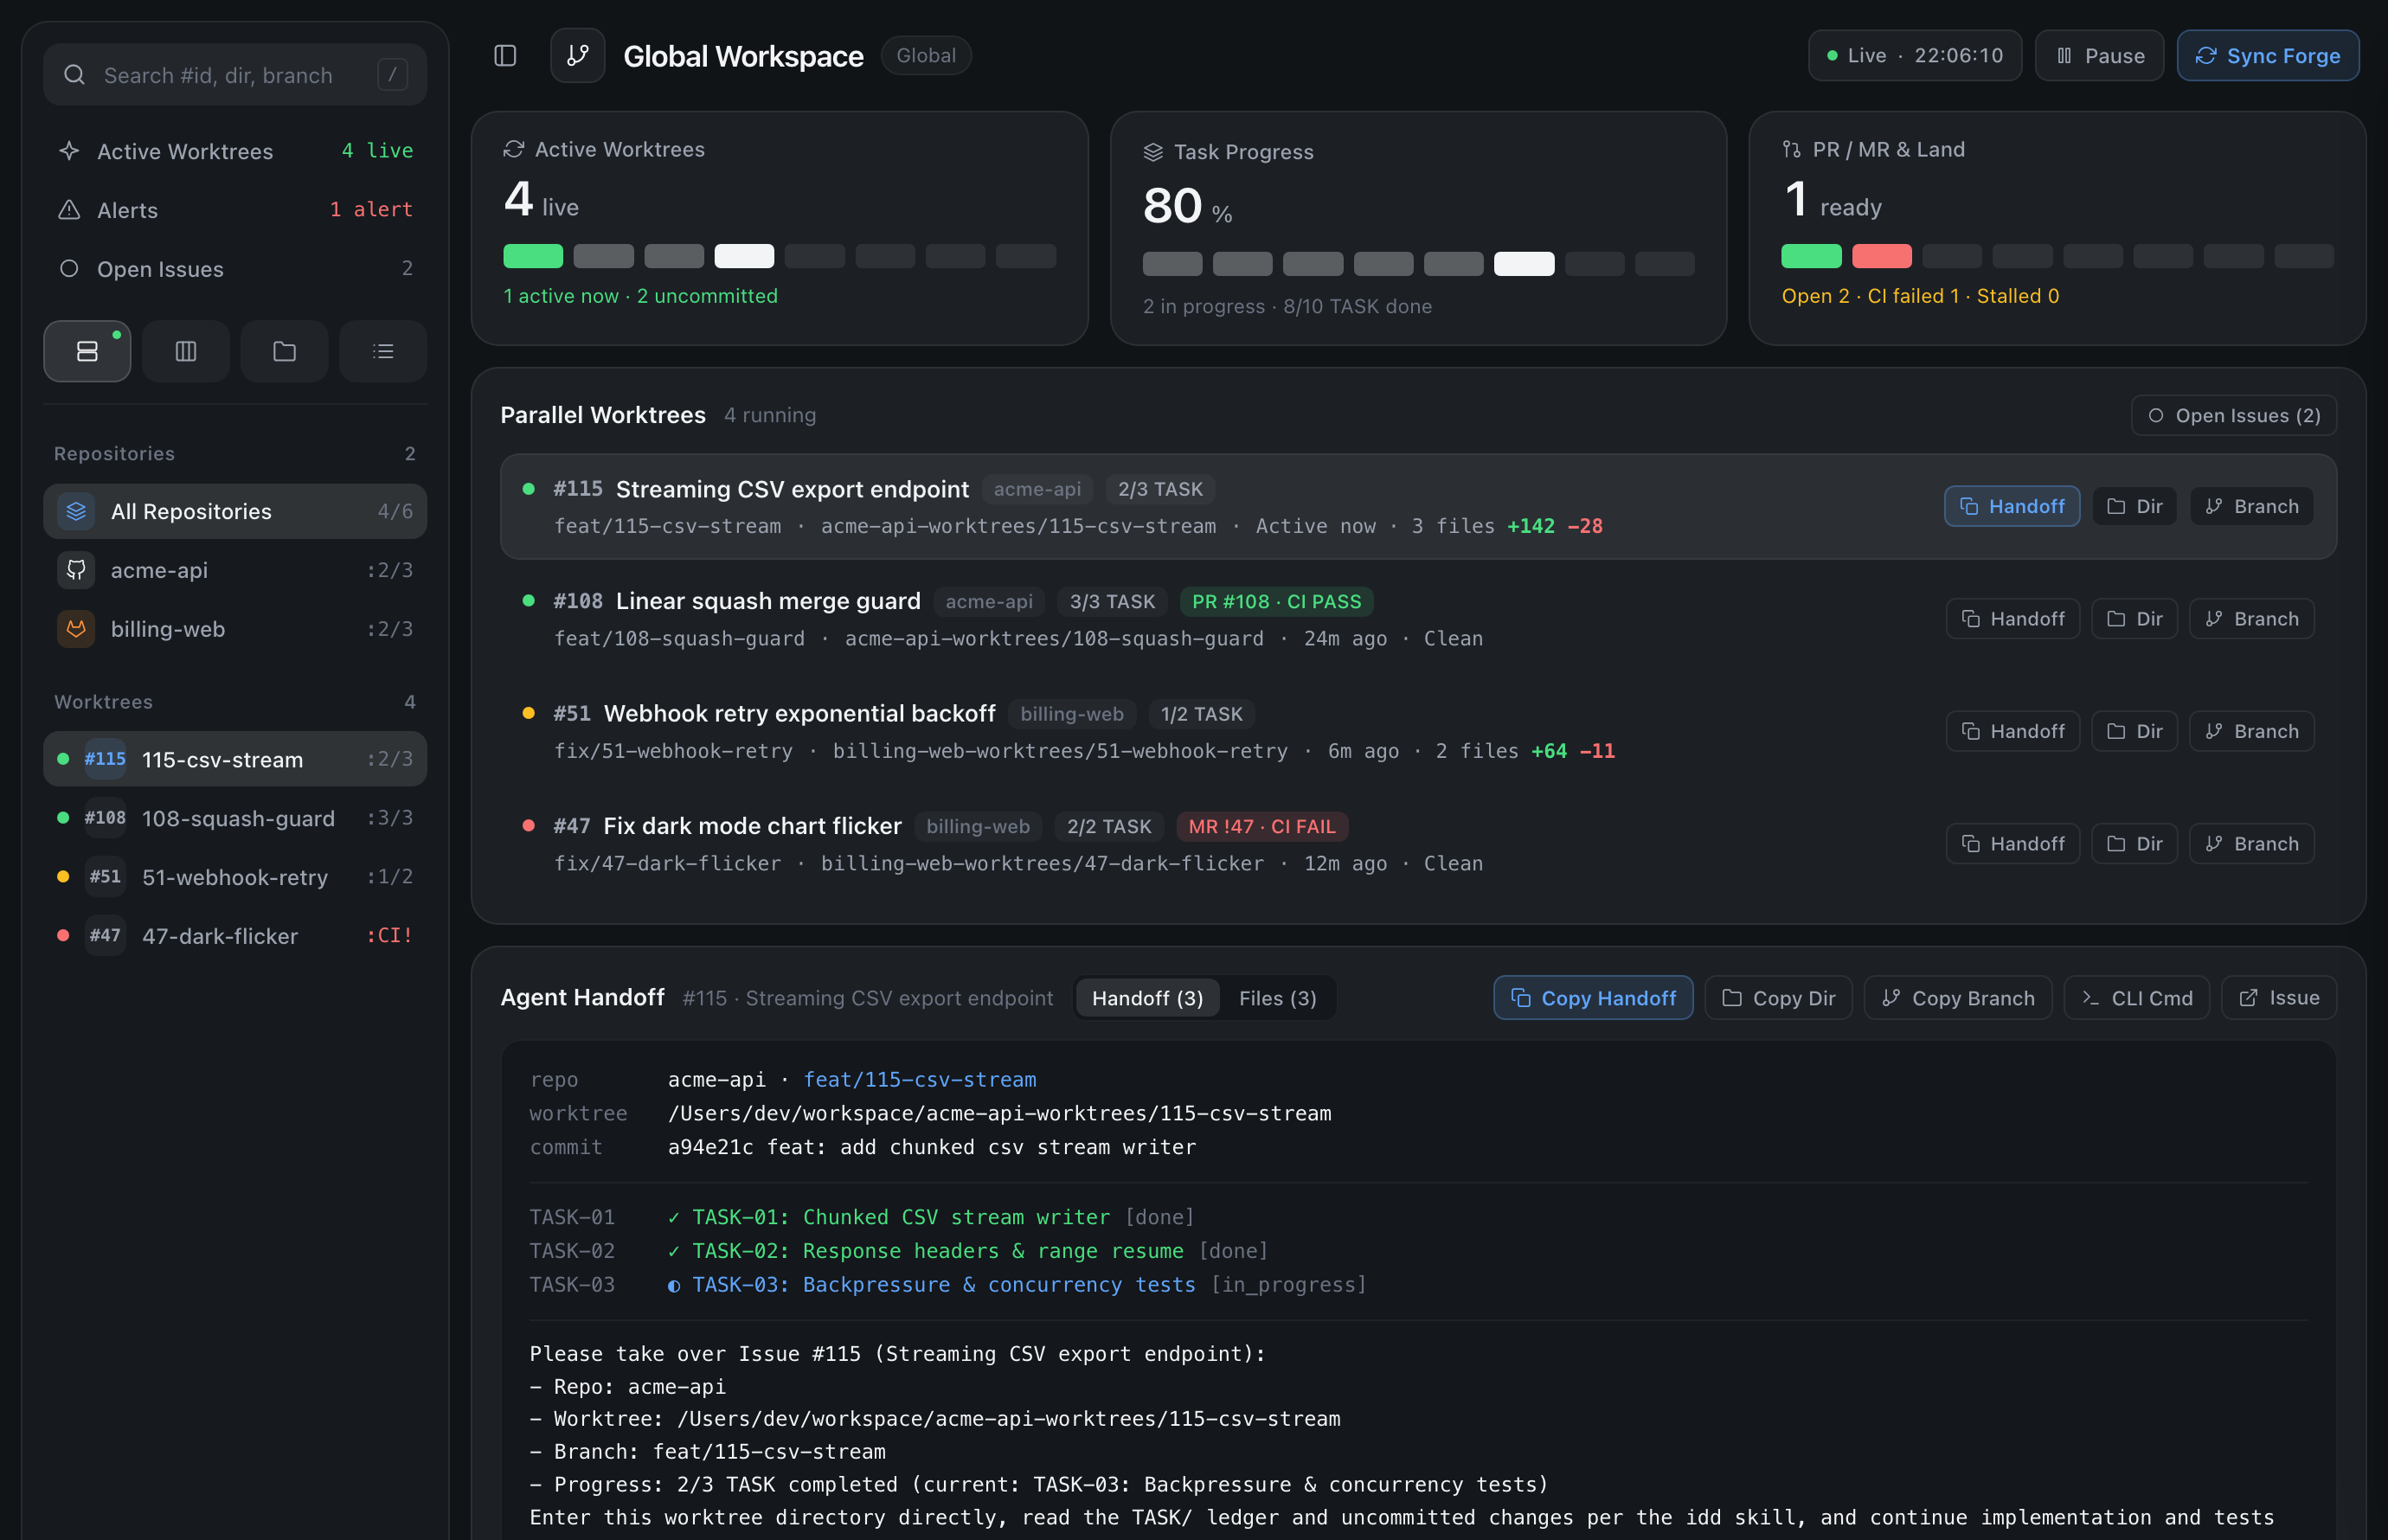 Search #id, dir, branch /
Active Worktrees 4 live
Alerts 1 alert
Open Issues 2
Repositories 2
All Repositories 4/6
acme-api :2/3
billing-web :2/3
Worktrees 4
#115 115-csv-stream :2/3
#108 108-squash-guard :3/3
#51 51-webhook-retry :1/2
#47 47-dark-flicker :CI!
Global Workspace Global
Live · 22:06:10 Pause Sync Forge
Active Worktrees
4 live
1 active now · 2 uncommitted
Task Progress
80 %
2 in progress · 8/10 TASK done
PR / MR & Land
1 ready
Open 2 · CI failed 1 · Stalled 0
Parallel Worktrees 4 running Open Issues (2)
#115 Streaming CSV export endpoint acme-api 2/3 TASK
feat/115-csv-stream · acme-api-worktrees/115-csv-stream · Active now · 3 files +142 −28
Handoff Dir Branch
#108 Linear squash merge guard acme-api 3/3 TASK PR #108 · CI PASS
feat/108-squash-guard · acme-api-worktrees/108-squash-guard · 24m ago · Clean
Handoff Dir Branch
#51 Webhook retry exponential backoff billing-web 1/2 TASK
fix/51-webhook-retry · billing-web-worktrees/51-webhook-retry · 6m ago · 2 files +64 −11
Handoff Dir Branch
#47 Fix dark mode chart flicker billing-web 2/2 TASK MR !47 · CI FAIL
fix/47-dark-flicker · billing-web-worktrees/47-dark-flicker · 12m ago · Clean
Handoff Dir Branch
Agent Handoff #115 · Streaming CSV export endpoint Handoff (3) Files (3) Copy Handoff Copy Dir Copy Branch CLI Cmd Issue
repo acme-api · feat/115-csv-stream
worktree /Users/dev/workspace/acme-api-worktrees/115-csv-stream
commit a94e21c feat: add chunked csv stream writer
TASK-01 ✓ TASK-01: Chunked CSV stream writer [done]
TASK-02 ✓ TASK-02: Response headers & range resume [done]
TASK-03 ◐ TASK-03: Backpressure & concurrency tests [in_progress]
Please take over Issue #115 (Streaming CSV export endpoint):
- Repo: acme-api
- Worktree: /Users/dev/workspace/acme-api-worktrees/115-csv-stream
- Branch: feat/115-csv-stream
- Progress: 2/3 TASK completed (current: TASK-03: Backpressure & concurrency tests)
Enter this worktree directory directly, read the TASK/ ledger and uncommitted changes per the idd skill, and continue implementation and tests